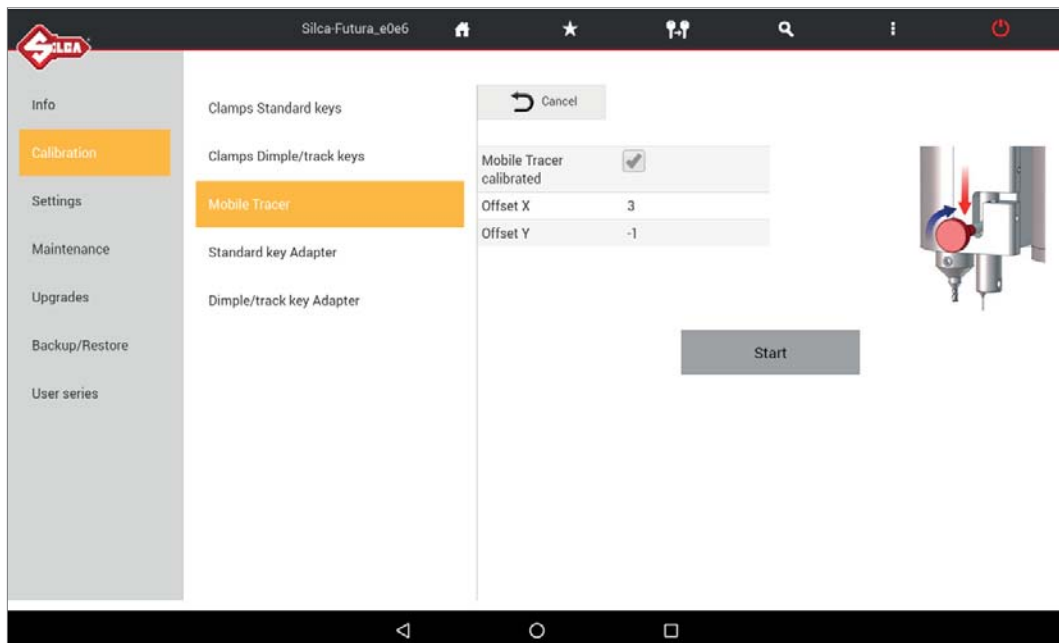 Silca-Futura_e0e6
SILCA
Info
Calibration
Settings
Maintenance
Upgrades
Backup/Restore
User series
Clamps Standard keys
Clamps Dimple/track keys
Mobile Tracer
Standard key Adapter
Dimple/track key Adapter
Cancel
Mobile Tracer
calibrated
Offset X 3
Offset Y -1
Start